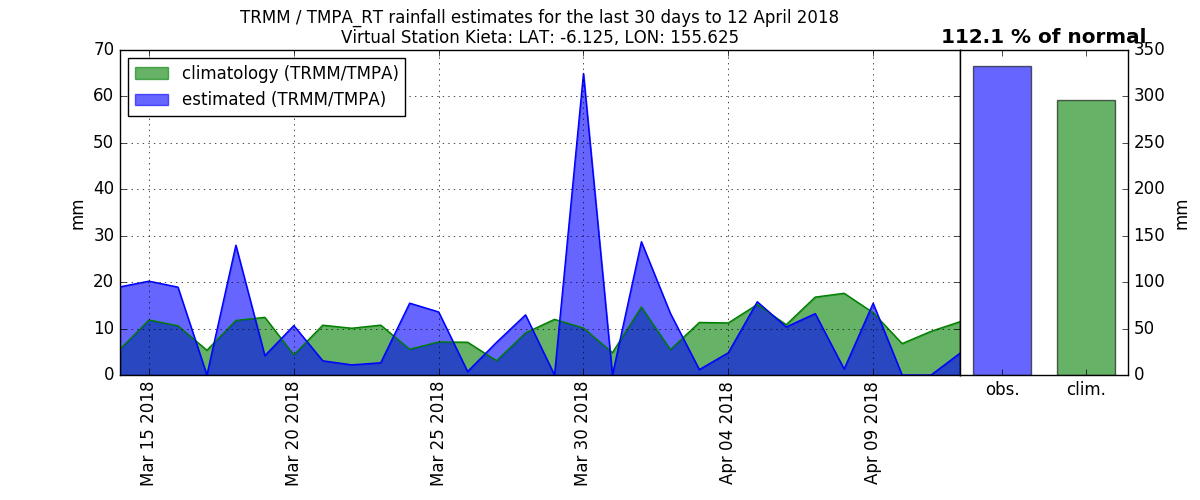 TRMM / TMPA_RT rainfall estimates for the last 30 days to 12 April 2018
Virtual Station Kieta: LAT: -6.125, LON: 155.625
112.1 % of normal
climatology (TRMM/TMPA)
estimated (TRMM/TMPA)
mm
70
60
50
40
30
20
10
0
Mar 15 2018
Mar 20 2018
Mar 25 2018
Mar 30 2018
Apr 04 2018
Apr 09 2018
obs.
clim.
350
300
250
200
150
100
50
0
mm